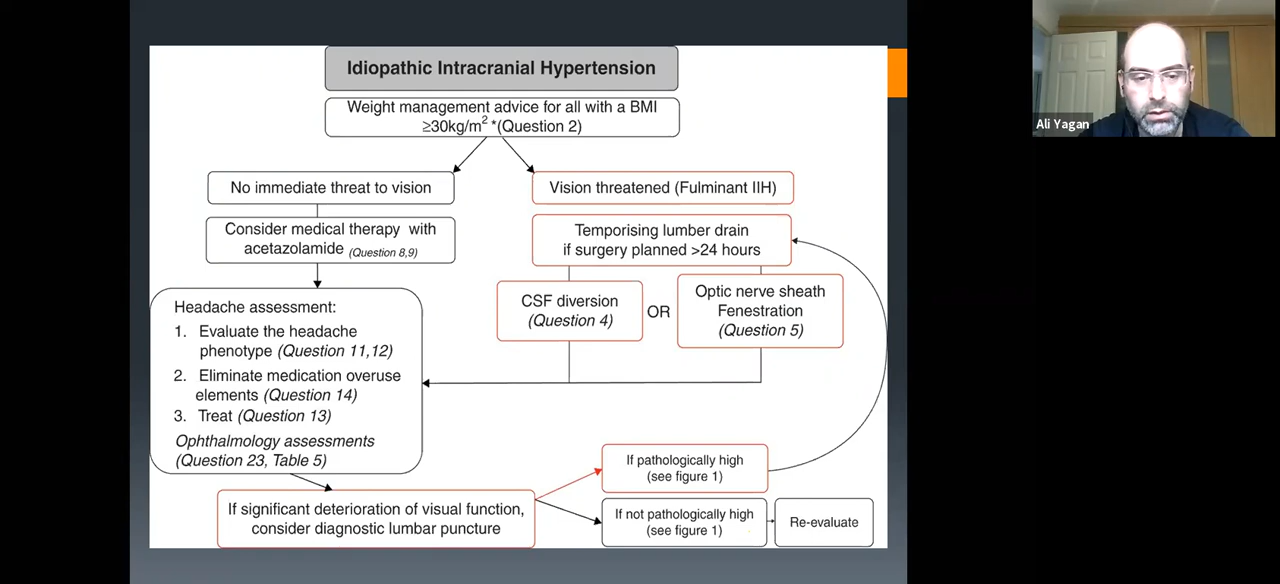 Idiopathic Intracranial Hypertension
Weight management advice for all with a BMI
≥30kg/m² *(Question 2)
No immediate threat to vision
Vision threatened (Fulminant IIH)
Consider medical therapy with
acetazolamide (Question 8,9)
Temporising lumber drain
if surgery planned >24 hours
CSF diversion
(Question 4)
OR
Optic nerve sheath
Fenestration
(Question 5)
Headache assessment:
1. Evaluate the headache
phenotype (Question 11,12)
2. Eliminate medication overuse
elements (Question 14)
3. Treat (Question 13)
Ophthalmology assessments
(Question 23, Table 5)
If significant deterioration of visual function,
consider diagnostic lumbar puncture
If pathologically high
(see figure 1)
If not pathologically high
(see figure 1)
Re-evaluate
Ali Yagan